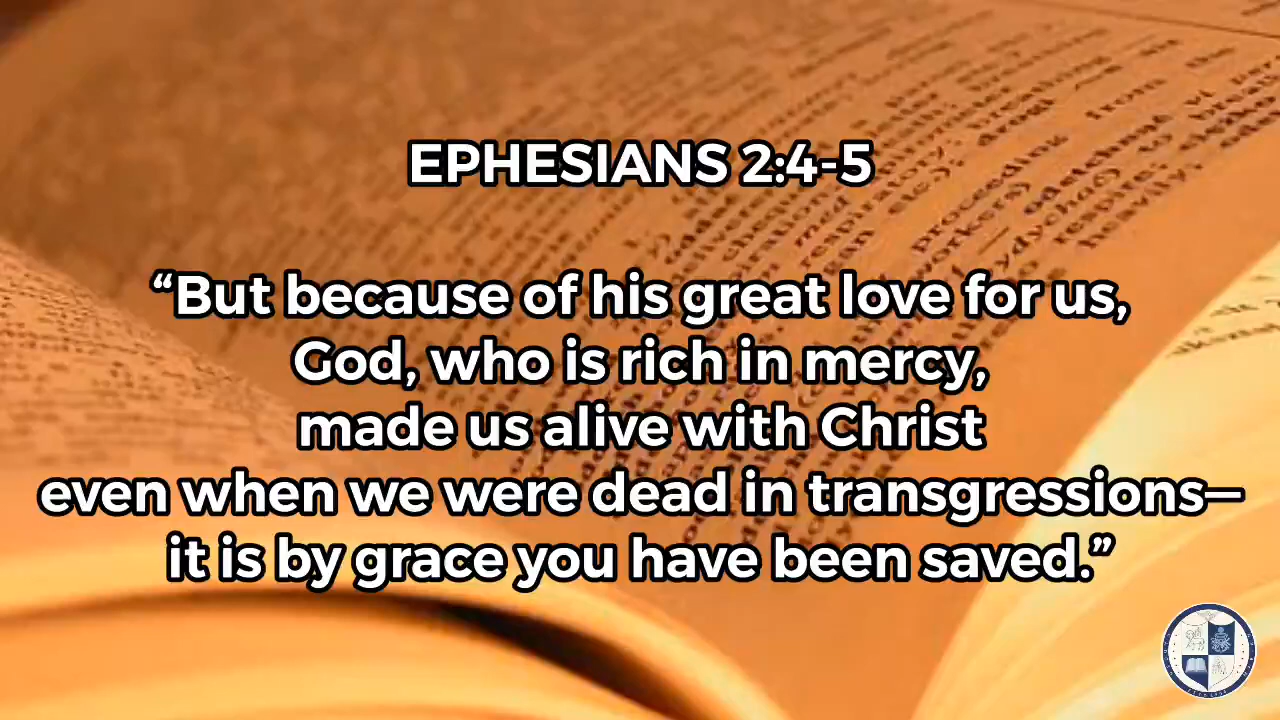 EPHESIANS 2:4-5
“But because of his great love for us,
God, who is rich in mercy,
made us alive with Christ
even when we were dead in transgressions—
it is by grace you have been saved.”